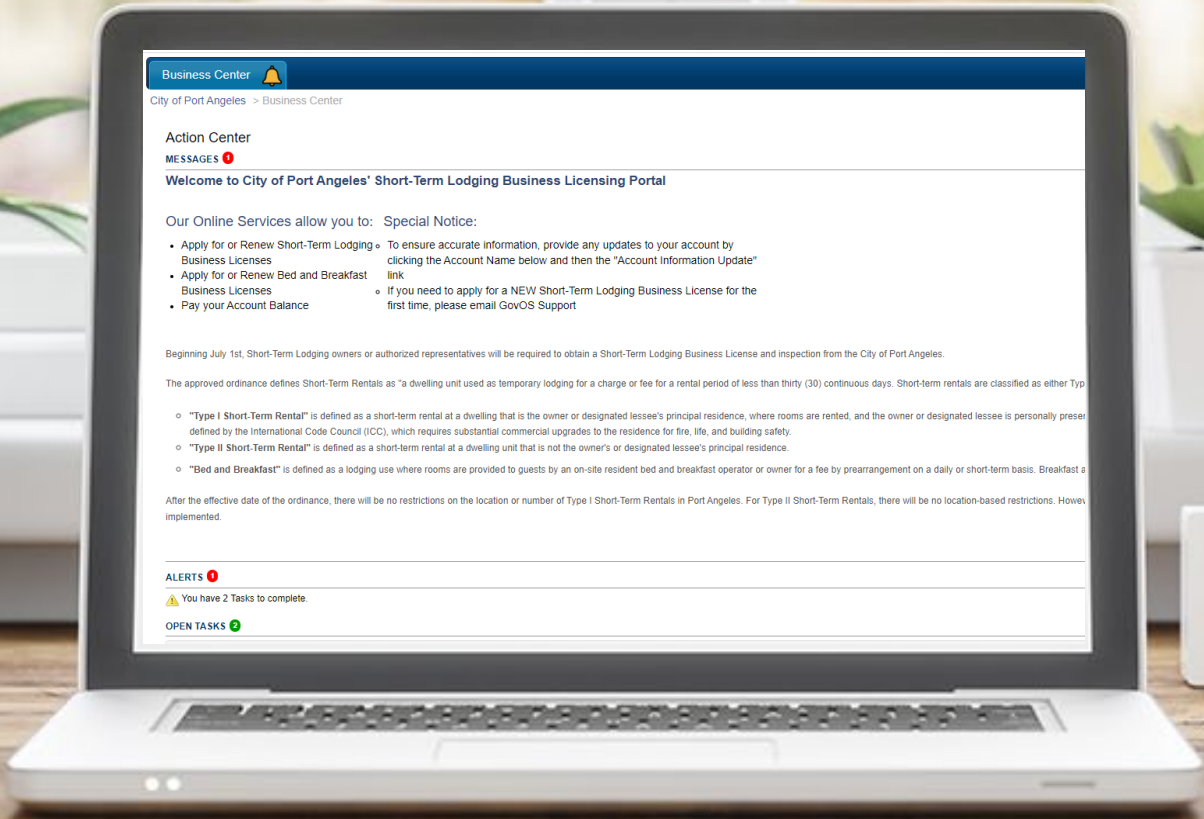 Business Center
City of Port Angeles > Business Center
Action Center
MESSAGES 1
Welcome to City of Port Angeles' Short-Term Lodging Business Licensing Portal
Our Online Services allow you to:
Apply for or Renew Short-Term Lodging
Business Licenses
Apply for or Renew Bed and Breakfast
Business Licenses
Pay your Account Balance
Special Notice:
To ensure accurate information, provide any updates to your account by
clicking the Account Name below and then the "Account Information Update"
link
If you need to apply for a NEW Short-Term Lodging Business License for the
first time, please email GovOS Support
Beginning July 1st, Short-Term Lodging owners or authorized representatives will be required to obtain a Short-Term Lodging Business License and inspection from the City of Port Angeles.
The approved ordinance defines Short-Term Rentals as "a dwelling unit used as temporary lodging for a charge or fee for a rental period of less than thirty (30) continuous days. Short-term rentals are classified as either Typ
"Type I Short-Term Rental" is defined as a short-term rental at a dwelling that is the owner or designated lessee's principal residence, where rooms are rented, and the owner or designated lessee is personally preser
defined by the International Code Council (ICC), which requires substantial commercial upgrades to the residence for fire, life, and building safety.
"Type II Short-Term Rental" is defined as a short-term rental at a dwelling unit that is not the owner's or designated lessee's principal residence.
"Bed and Breakfast" is defined as a lodging use where rooms are provided to guests by an on-site resident bed and breakfast operator or owner for a fee by prearrangement on a daily or short-term basis. Breakfast a
After the effective date of the ordinance, there will be no restrictions on the location or number of Type I Short-Term Rentals in Port Angeles. For Type II Short-Term Rentals, there will be no location-based restrictions. Howev
implemented.
ALERTS 1
You have 2 Tasks to complete.
OPEN TASKS 2